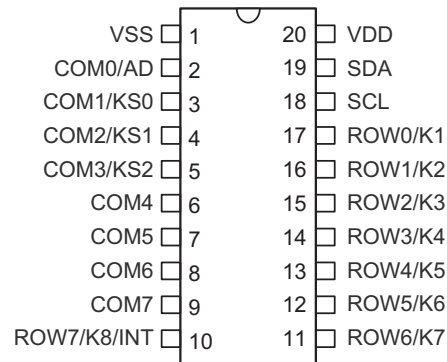 VSS 1 20 VDD
COM0/AD 2 19 SDA
COM1/KS0 3 18 SCL
COM2/KS1 4 17 ROW0/K1
COM3/KS2 5 16 ROW1/K2
COM4 6 15 ROW2/K3
COM5 7 14 ROW3/K4
COM6 8 13 ROW4/K5
COM7 9 12 ROW5/K6
ROW7/K8/INT 10 11 ROW6/K7